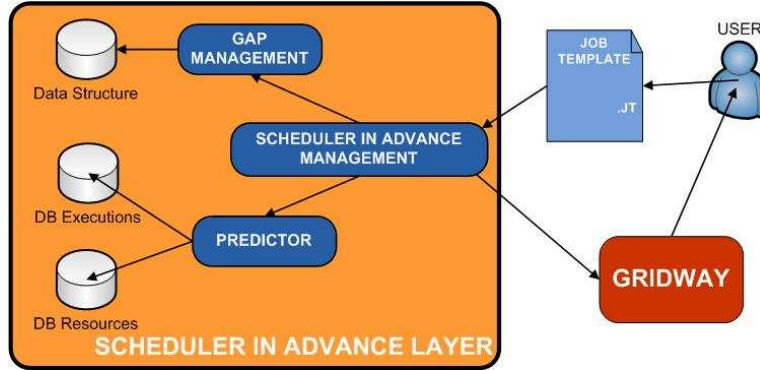 GAP
MANAGEMENT
Data Structure
SCHEDULER IN ADVANCE
MANAGEMENT
DB Executions
PREDICTOR
DB Resources
SCHEDULER IN ADVANCE LAYER
JOB
TEMPLATE
.JT
USER
GRIDWAY